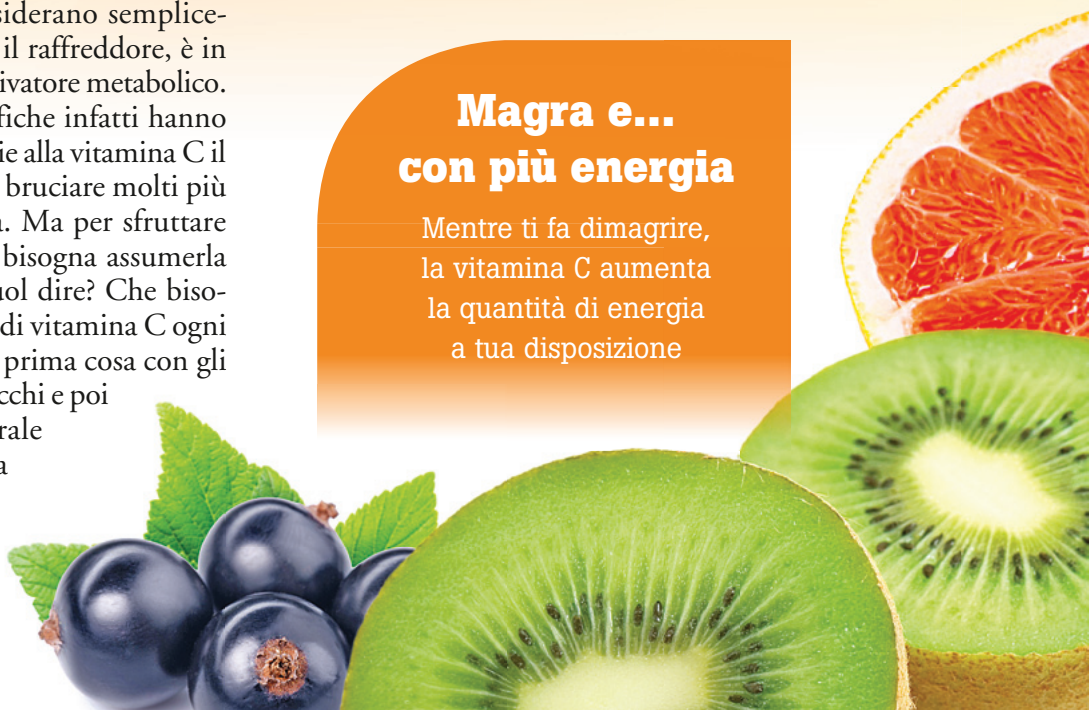 siderano semplice-
il raffreddore, è in
ivatore metabolico.
fiche infatti hanno
ie alla vitamina C il
bruciare molti più
. Ma per sfruttare
bisogna assumerla
uol dire? Che biso-
di vitamina C ogni
prima cosa con gli
cchi e poi
rale
a
Magra e...
con più energia
Mentre ti fa dimagrire,
la vitamina C aumenta
la quantità di energia
a tua disposizione